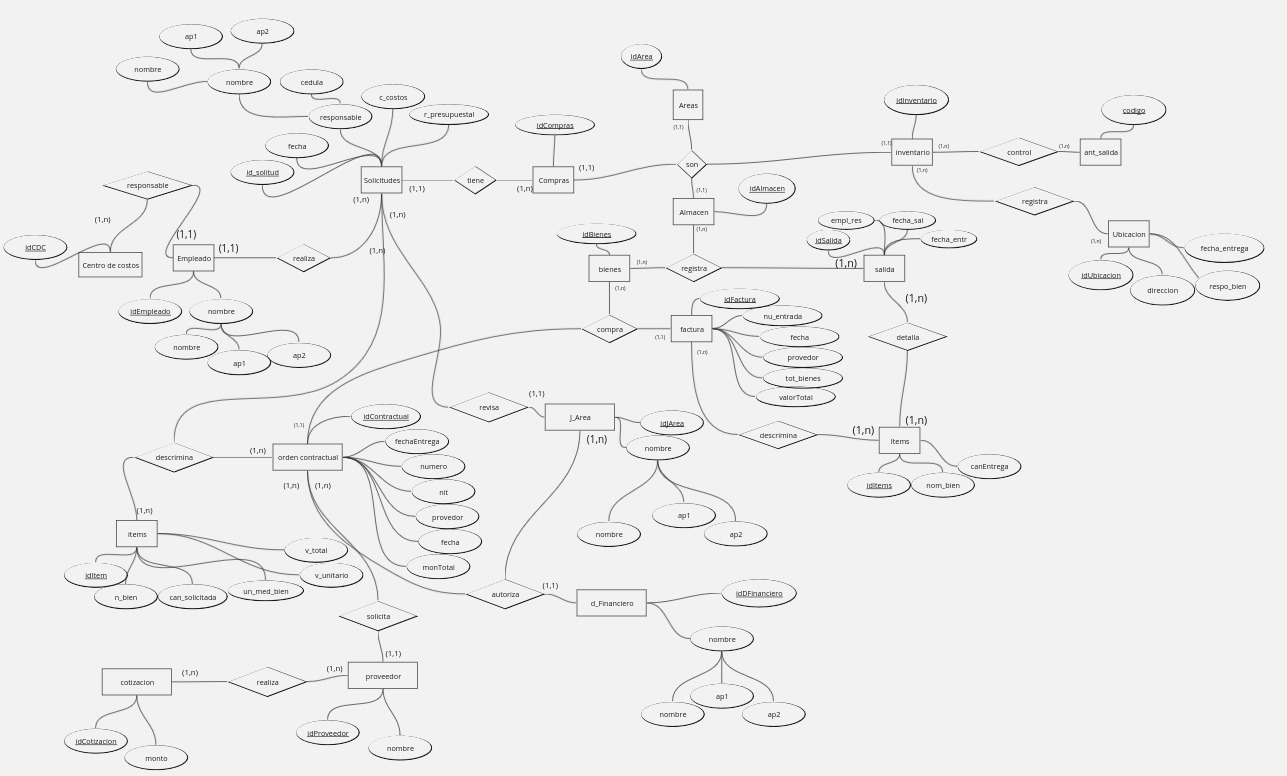 ap1
ap2
nombre
nombre
cedula
c_costos
responsable
r_presupuestal
fecha
id_solitud
Solicitudes
(1,1)
tiene
(1,n)
idCompras
Compras
(1,1)
idArea
Areas
(1,1)
son
(1,1)
Almacen
idAlmacen
(1,n)
(1,1)
idInventario
inventario
(1,n)
control
(1,n)
codigo
ant_salida
(1,n)
registra
(1,n)
Ubicacion
fecha_entrega
respo_bien
direccion
idUbicacion
responsable
(1,n)
idCDC
Centro de costos
(1,1)
Empleado
(1,1)
realiza
(1,n)
(1,n)
(1,n)
idEmpleado
nombre
nombre
ap1
ap2
idBienes
bienes
(1,n)
registra
(1,n)
(1,n)
salida
empl_res
fecha_sal
idSalida
fecha_entr
(1,n)
detalla
(1,n)
compra
(1,1)
factura
(1,n)
idFactura
nu_entrada
fecha
provedor
tot_bienes
valorTotal
descrimina
(1,n)
Items
idItems
nom_bien
canEntrega
revisa
(1,1)
J_Area
(1,n)
idjArea
nombre
nombre
ap1
ap2
(1,1)
idContractual
fechaEntrega
numero
nit
provedor
fecha
monTotal
descrimina
(1,n)
orden contractual
(1,n)
(1,n)
(1,n)
items
idItem
n_bien
can_solicitada
un_med_bien
v_total
v_unitario
solicita
(1,1)
autoriza
(1,1)
d_Financiero
idDFinanciero
nombre
nombre
ap1
ap2
cotizacion
(1,n)
realiza
(1,n)
proveedor
idCotizacion
monto
idProveedor
nombre